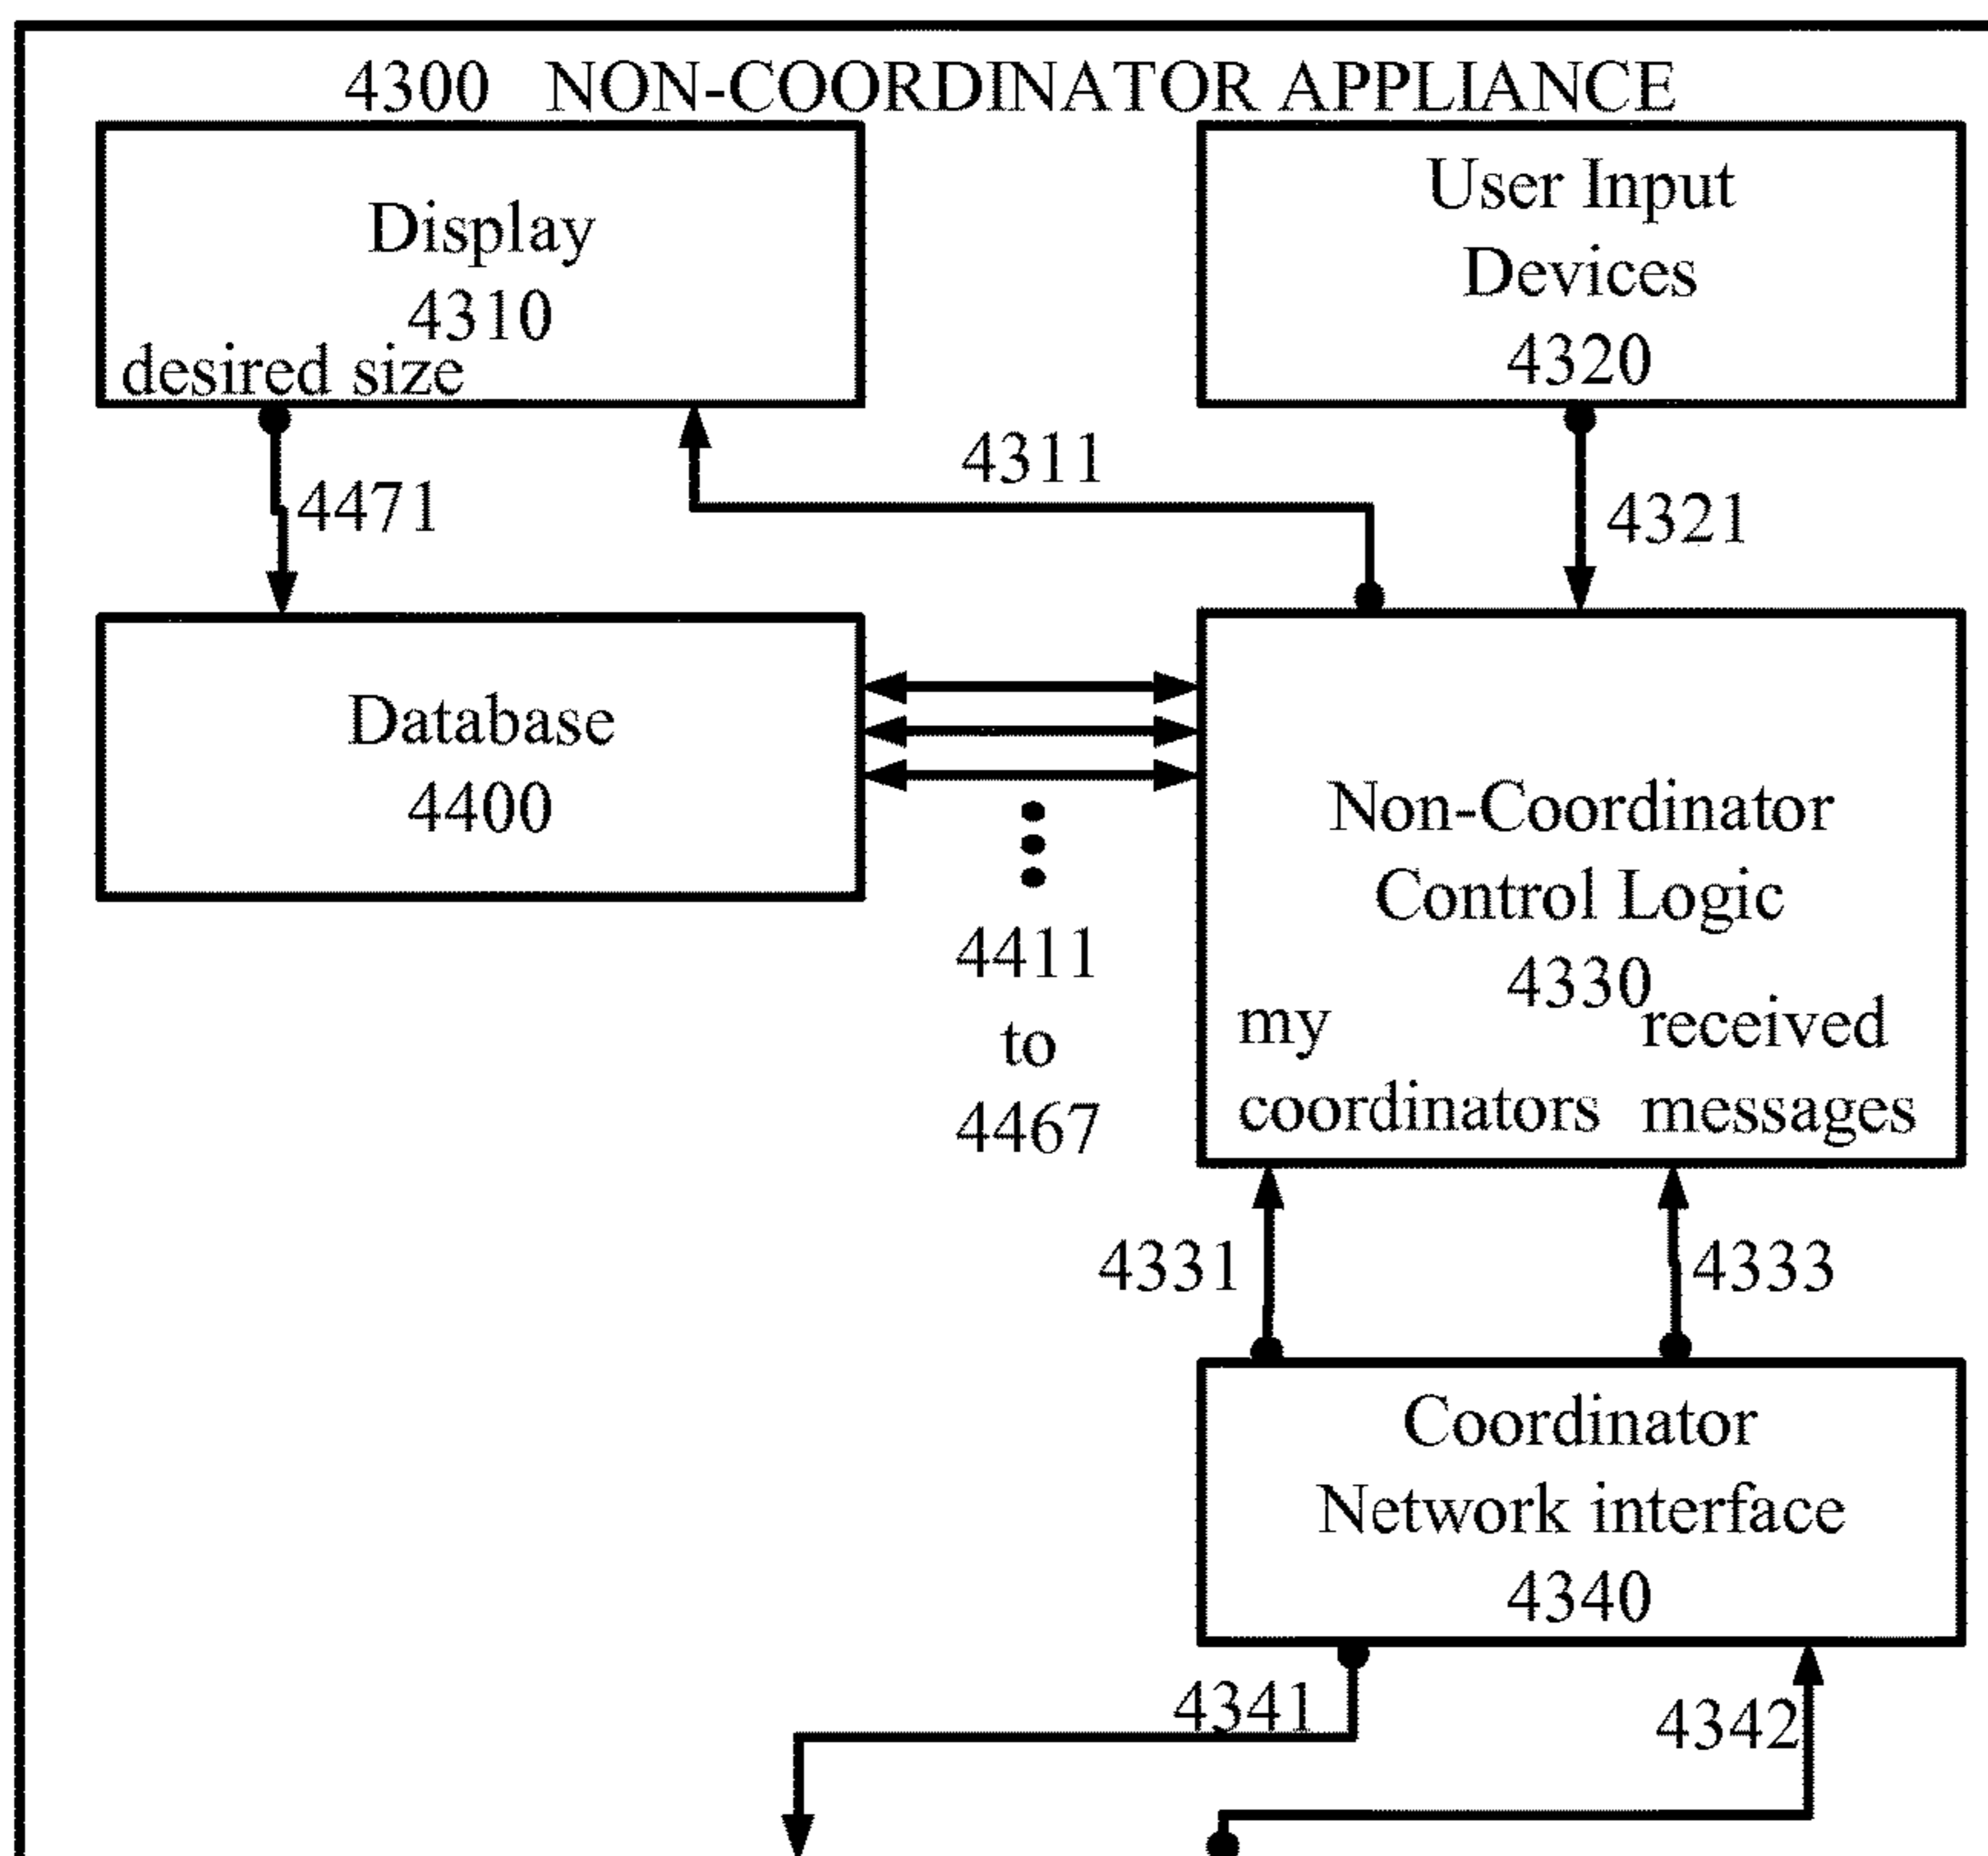 4300 NON-COORDINATOR APPLIANCE
Display
4310
desired size
User Input
Devices
4320
4471
4311
4321
Database
4400
4411
to
4467
Non-Coordinator
Control Logic
4330
my
coordinators
received
messages
4331
4333
Coordinator
Network interface
4340
4341
4342